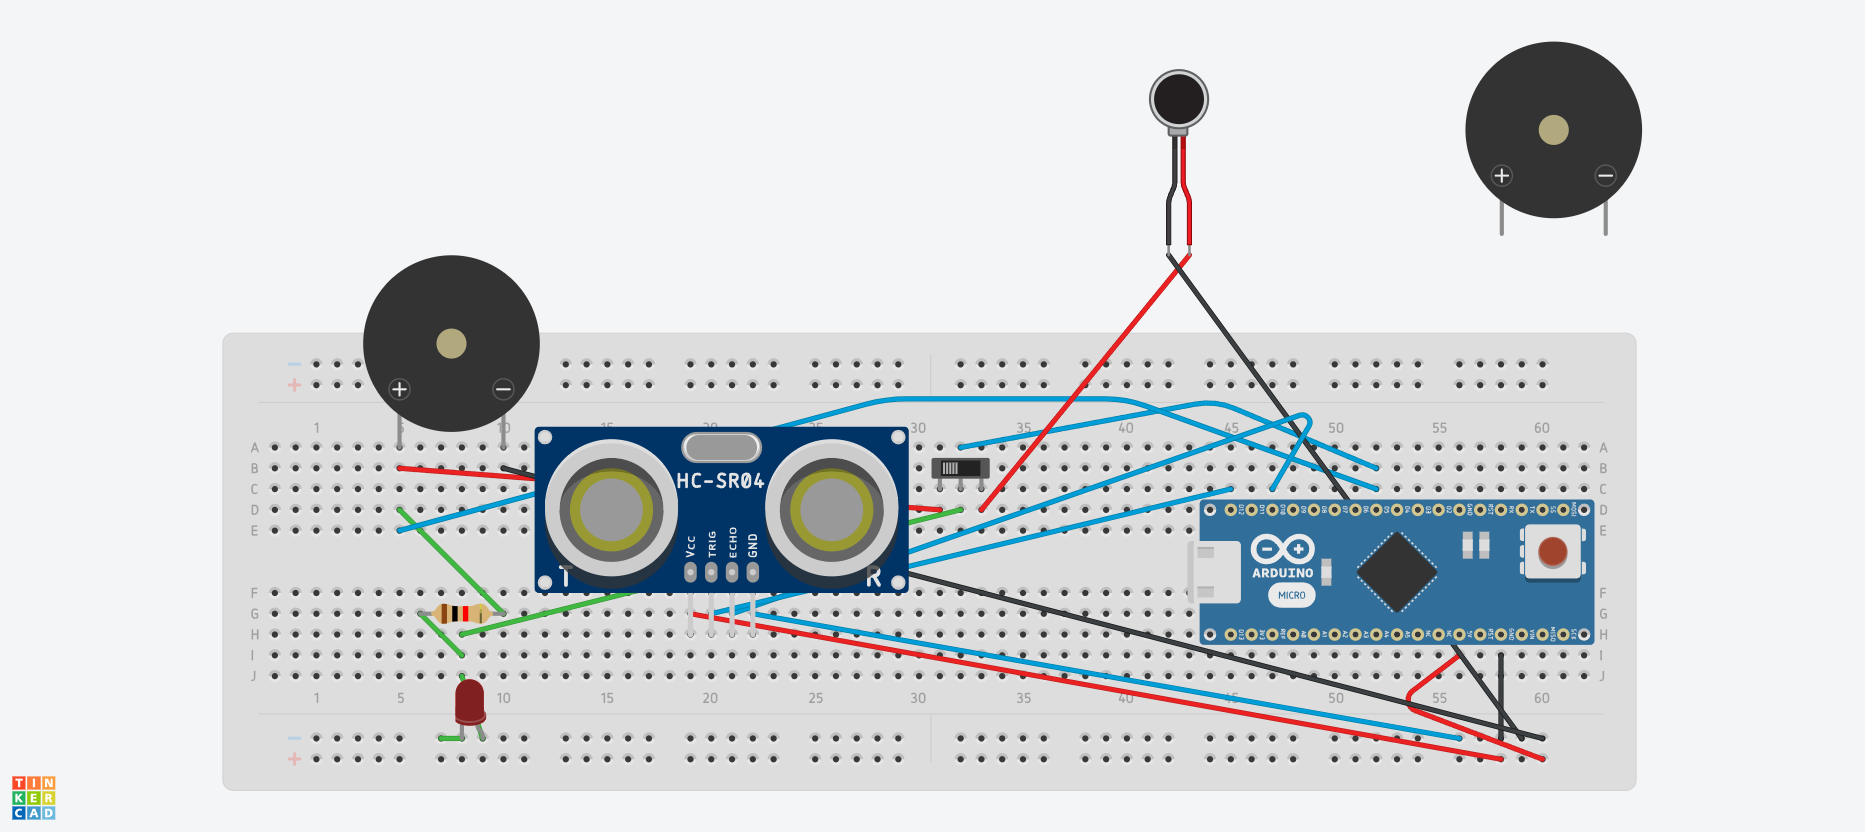 1 5 10 15 20 25 30 35 40 45 50 55 60
A A
B B
C C
D D
E E
F F
G G
H H
I I
J J
1 5 10 15 20 25 30 35 40 45 50 55 60
HC-SR04
VCC TRIG ECHO GND
T R
ARDUINO
MICRO
TIN
KER
CAD